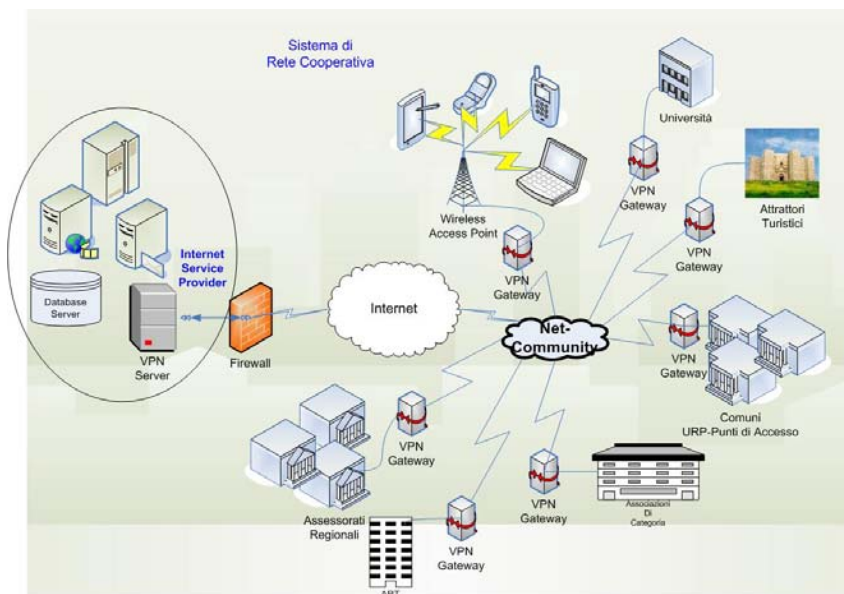 Sistema di
Rete Cooperativa
Università
VPN
Gateway
Attrattori
Turistici
VPN
Gateway
Wireless
Access Point
VPN
Gateway
Internet
Service
Provider
Database
Server
VPN
Server
Firewall
Internet
Net-
Community
VPN
Gateway
Comuni
URP-Punti di Accesso
VPN
Gateway
Assessorati
Regionali
VPN
Gateway
Associazioni
Di
Categoria
VPN
Gateway